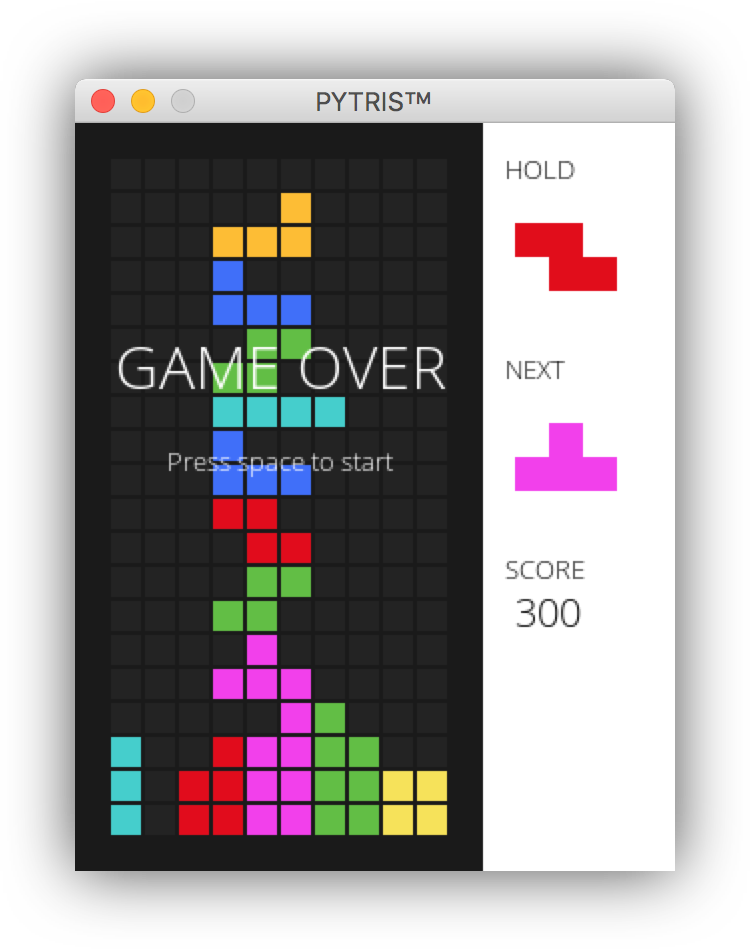 PYTRIS™
HOLD
GAME OVER
NEXT
Press space to start
SCORE
300